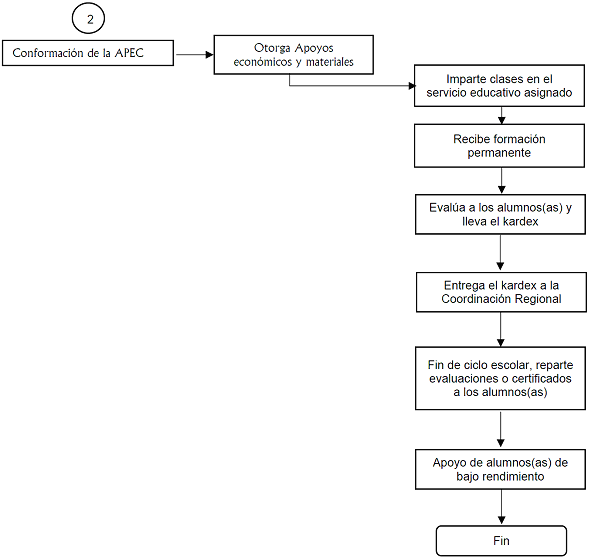 2
Conformación de la APEC
Otorga Apoyos
económicos y materiales
Imparte clases en el
servicio educativo asignado
Recibe formación
permanente
Evalúa a los alumnos(as) y
lleva el kardex
Entrega el kardex a la
Coordinación Regional
Fin de ciclo escolar, reparte
evaluaciones o certificados
a los alumnos(as)
Apoyo de alumnos(as) de
bajo rendimiento
Fin